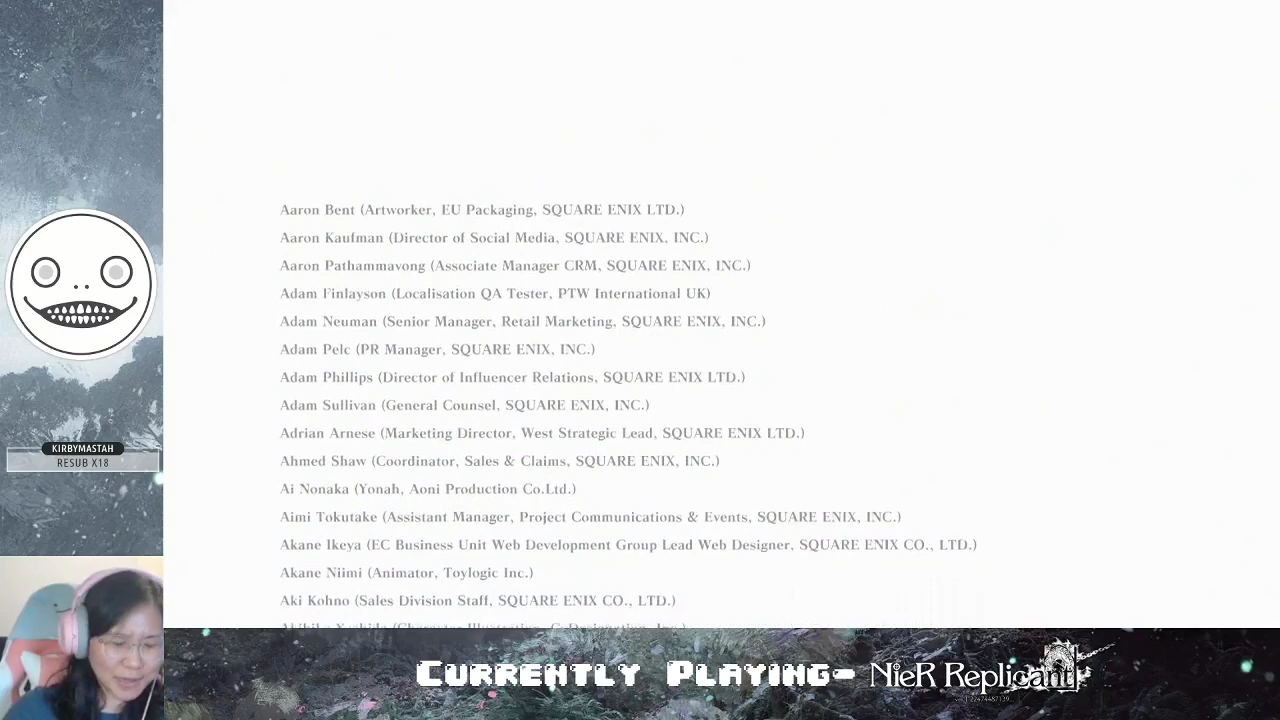 Aaron Bent (Artworker, EU Packaging, SQUARE ENIX LTD.)
Aaron Kaufman (Director of Social Media, SQUARE ENIX, INC.)
Aaron Pathammavong (Associate Manager CRM, SQUARE ENIX, INC.)
Adam Finlayson (Localisation QA Tester, PTW International UK)
Adam Neuman (Senior Manager, Retail Marketing, SQUARE ENIX, INC.)
Adam Pelc (PR Manager, SQUARE ENIX, INC.)
Adam Phillips (Director of Influencer Relations, SQUARE ENIX LTD.)
Adam Sullivan (General Counsel, SQUARE ENIX, INC.)
Adrian Arnese (Marketing Director, West Strategic Lead, SQUARE ENIX LTD.)
Ahmed Shaw (Coordinator, Sales & Claims, SQUARE ENIX, INC.)
Ai Nonaka (Yonah, Aoni Production Co.Ltd.)
Aimi Tokutake (Assistant Manager, Project Communications & Events, SQUARE ENIX, INC.)
Akane Ikeya (EC Business Unit Web Development Group Lead Web Designer, SQUARE ENIX CO., LTD.)
Akane Niimi (Animator, Toylogic Inc.)
Aki Kohno (Sales Division Staff, SQUARE ENIX CO., LTD.)
KIRBYMASTAH
RESUB X18
CURRENTLY PLAYING- NieR Replicant